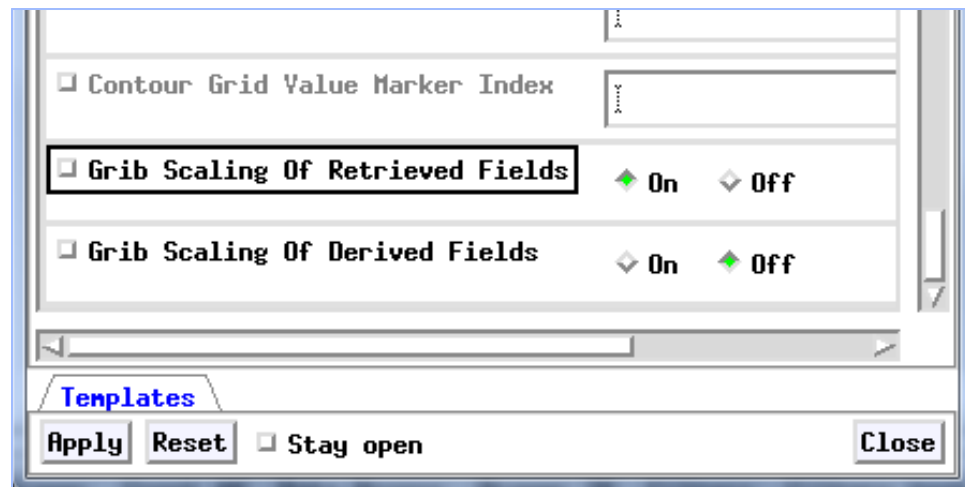 Contour Grid Value Marker Index
Grib Scaling Of Retrieved Fields On Off
Grib Scaling Of Derived Fields On Off
Templates
Apply Reset Stay open Close